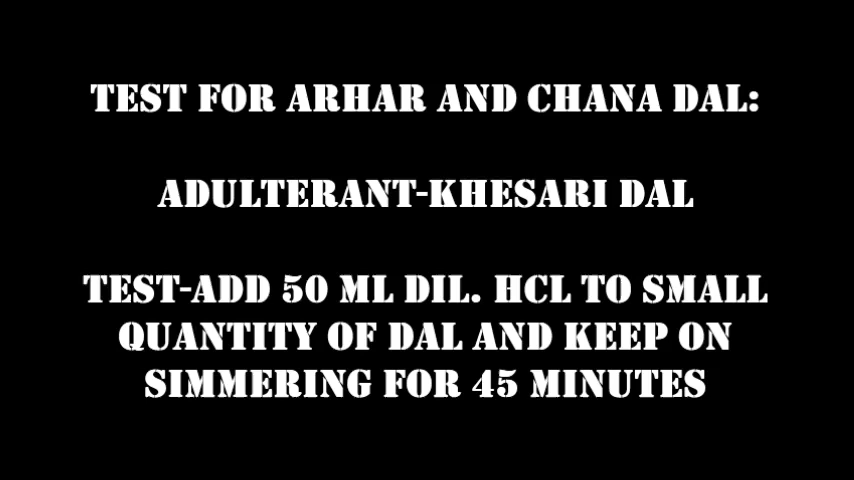 TEST FOR ARHAR AND CHANA DAL:
ADULTERANT-KHESARI DAL
TEST-ADD 50 ML DIL. HCL TO SMALL
QUANTITY OF DAL AND KEEP ON
SIMMERING FOR 45 MINUTES